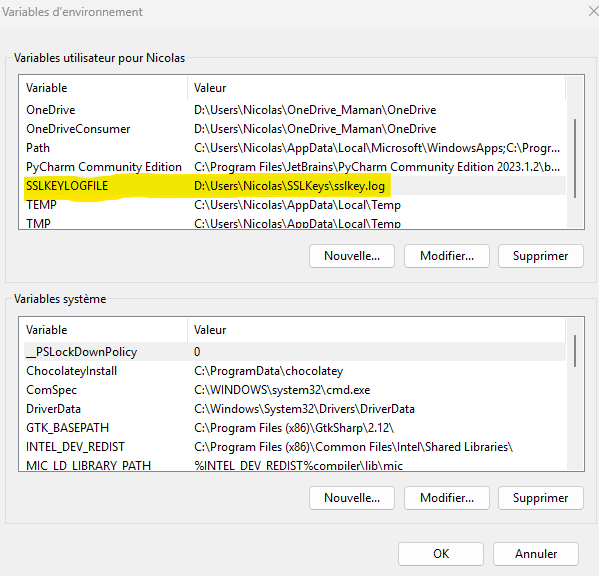 Variables d'environnement
Variables utilisateur pour Nicolas
Variable Valeur
OneDrive D:\Users\Nicolas\OneDrive_Maman\OneDrive
OneDriveConsumer D:\Users\Nicolas\OneDrive_Maman\OneDrive
Path C:\Users\Nicolas\AppData\Local\Microsoft\WindowsApps;C:\Progr...
PyCharm Community Edition C:\Program Files\JetBrains\PyCharm Community Edition 2023.1.2\b...
SSLKEYLOGFILE D:\Users\Nicolas\SSLKeys\sslkey.log
TEMP C:\Users\Nicolas\AppData\Local\Temp
TMP C:\Users\Nicolas\AppData\Local\Temp
Nouvelle... Modifier... Supprimer
Variables système
Variable Valeur
__PSLockDownPolicy 0
ChocolateyInstall C:\ProgramData\chocolatey
ComSpec C:\WINDOWS\system32\cmd.exe
DriverData C:\Windows\System32\Drivers\DriverData
GTK_BASEPATH C:\Program Files (x86)\GtkSharp\2.12\
INTEL_DEV_REDIST C:\Program Files (x86)\Common Files\Intel\Shared Libraries\
MIC_LD_LIBRARY_PATH %INTEL_DEV_REDIST%compiler\lib\mic
Nouvelle... Modifier... Supprimer
OK Annuler